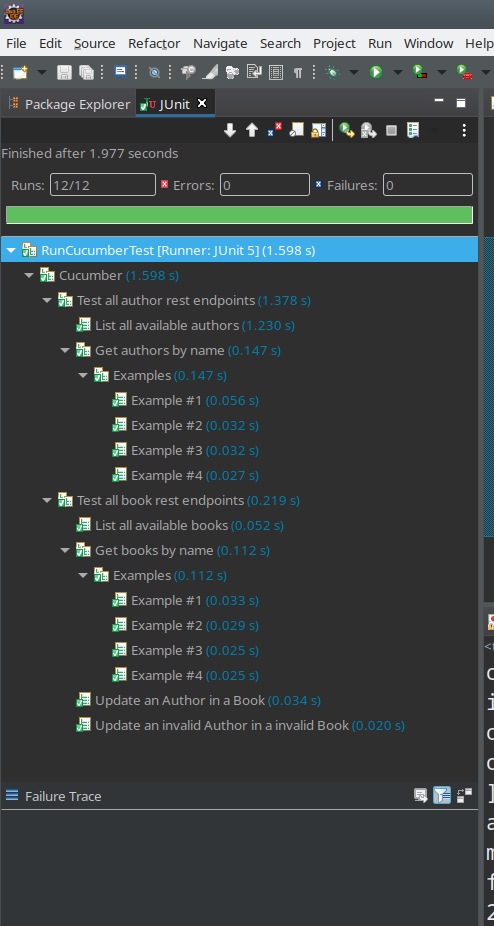 File Edit Source Refactor Navigate Search Project Run Window Help
Package Explorer JUnit
Finished after 1.977 seconds
Runs: 12/12 Errors: 0 Failures: 0
RunCucumberTest [Runner: JUnit 5] (1.598 s)
Cucumber (1.598 s)
Test all author rest endpoints (1.378 s)
List all available authors (1.230 s)
Get authors by name (0.147 s)
Examples (0.147 s)
Example #1 (0.056 s)
Example #2 (0.032 s)
Example #3 (0.032 s)
Example #4 (0.027 s)
Test all book rest endpoints (0.219 s)
List all available books (0.052 s)
Get books by name (0.112 s)
Examples (0.112 s)
Example #1 (0.033 s)
Example #2 (0.029 s)
Example #3 (0.025 s)
Example #4 (0.025 s)
Update an Author in a Book (0.034 s)
Update an invalid Author in a invalid Book (0.020 s)
Failure Trace